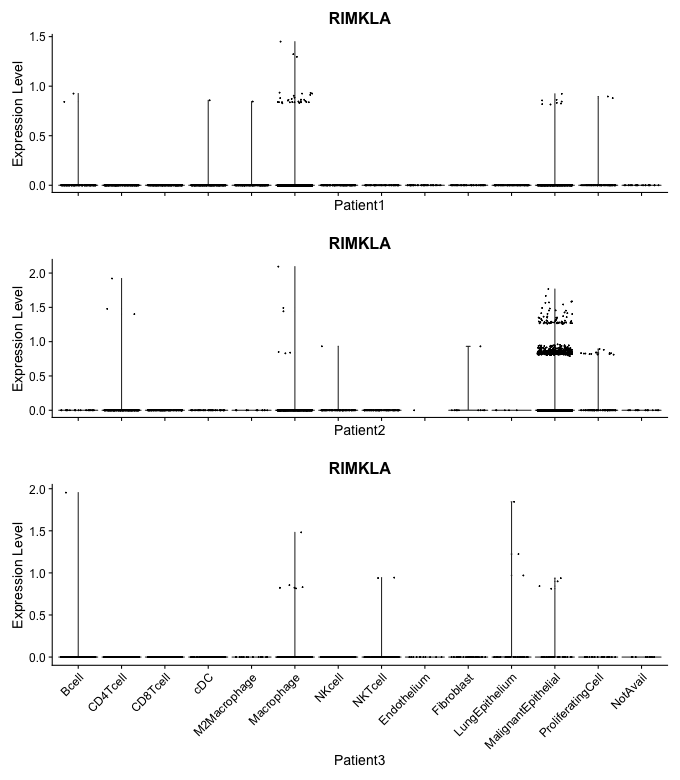 RIMKLA
Expression Level
1.5
1.0
0.5
0.0
Patient1
RIMKLA
Expression Level
2.0
1.5
1.0
0.5
0.0
Patient2
RIMKLA
Expression Level
2.0
1.5
1.0
0.5
0.0
Bcell
CD4Tcell
CD8Tcell
cDC
M2Macrophage
Macrophage
NKcell
NKTcell
Endothelium
Fibroblast
LungEpithelium
MalignantEpithelial
ProliferatingCell
NotAvail
Patient3